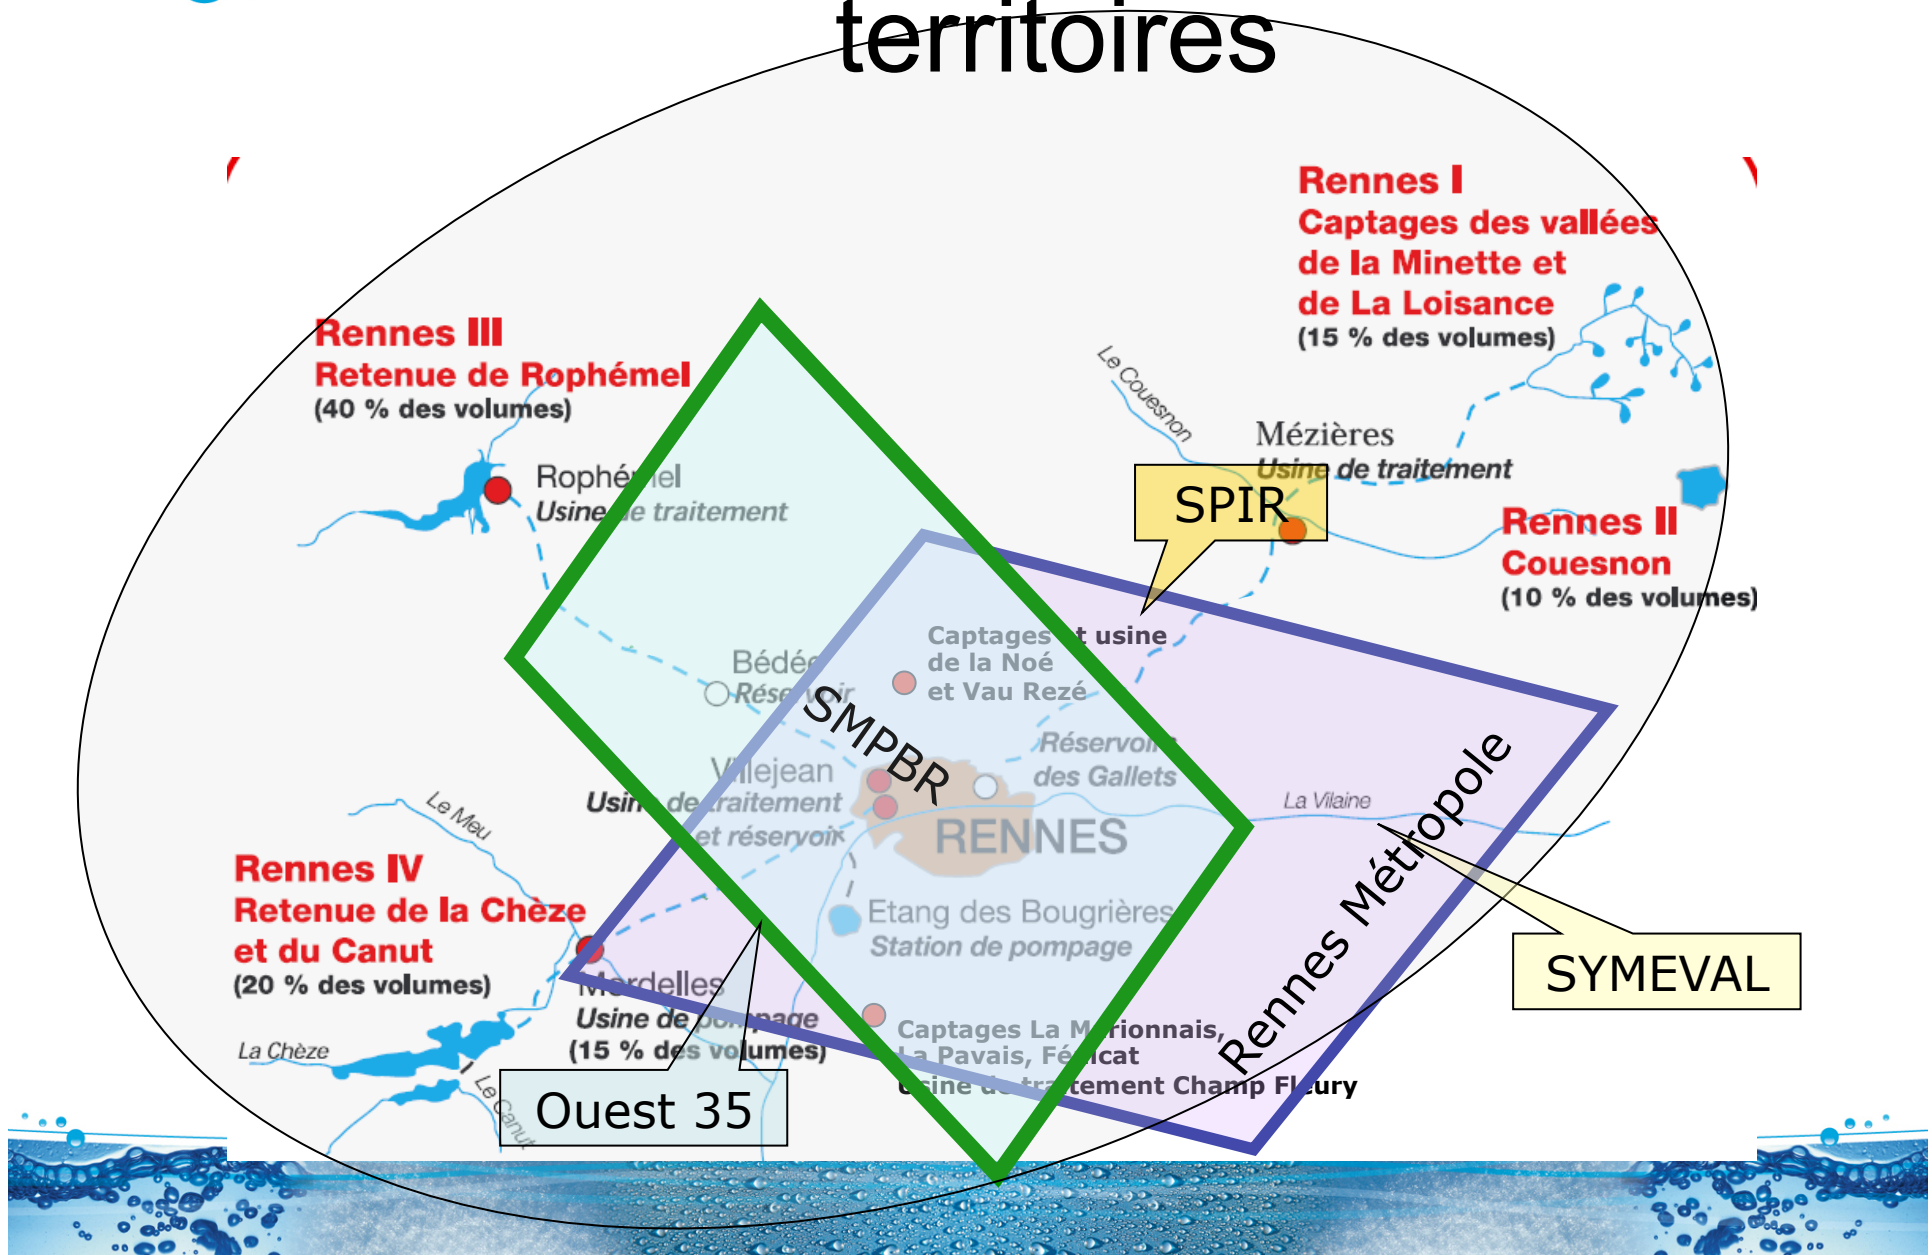 territoires
Rennes I
Captages des vallées
de la Minette et
de La Loisance
(15 % des volumes)
Rennes III
Retenue de Rophémel
(40 % des volumes)
Le Couesnon
Mézières
Usine de traitement
Rophémel
Usine de traitement
SPIR
Rennes II
Couesnon
(10 % des volumes)
Captages et usine
de la Noé
et Vau Rezé
Bédée
Réservoir
SMPBR
Réservoir
des Gallets
Villejean
Usine de traitement
et réservoir
Le Meu
La Vilaine
RENNES
Rennes Métropole
Rennes IV
Retenue de la Chèze
et du Canut
(20 % des volumes)
Etang des Bougrières
Station de pompage
SYMEVAL
Mordelles
Usine de pompage
(15 % des volumes)
La Chèze
Le Canut
Captages La Marionnais,
La Pavais, Fénicat
Usine de traitement Champ Fleury
Ouest 35